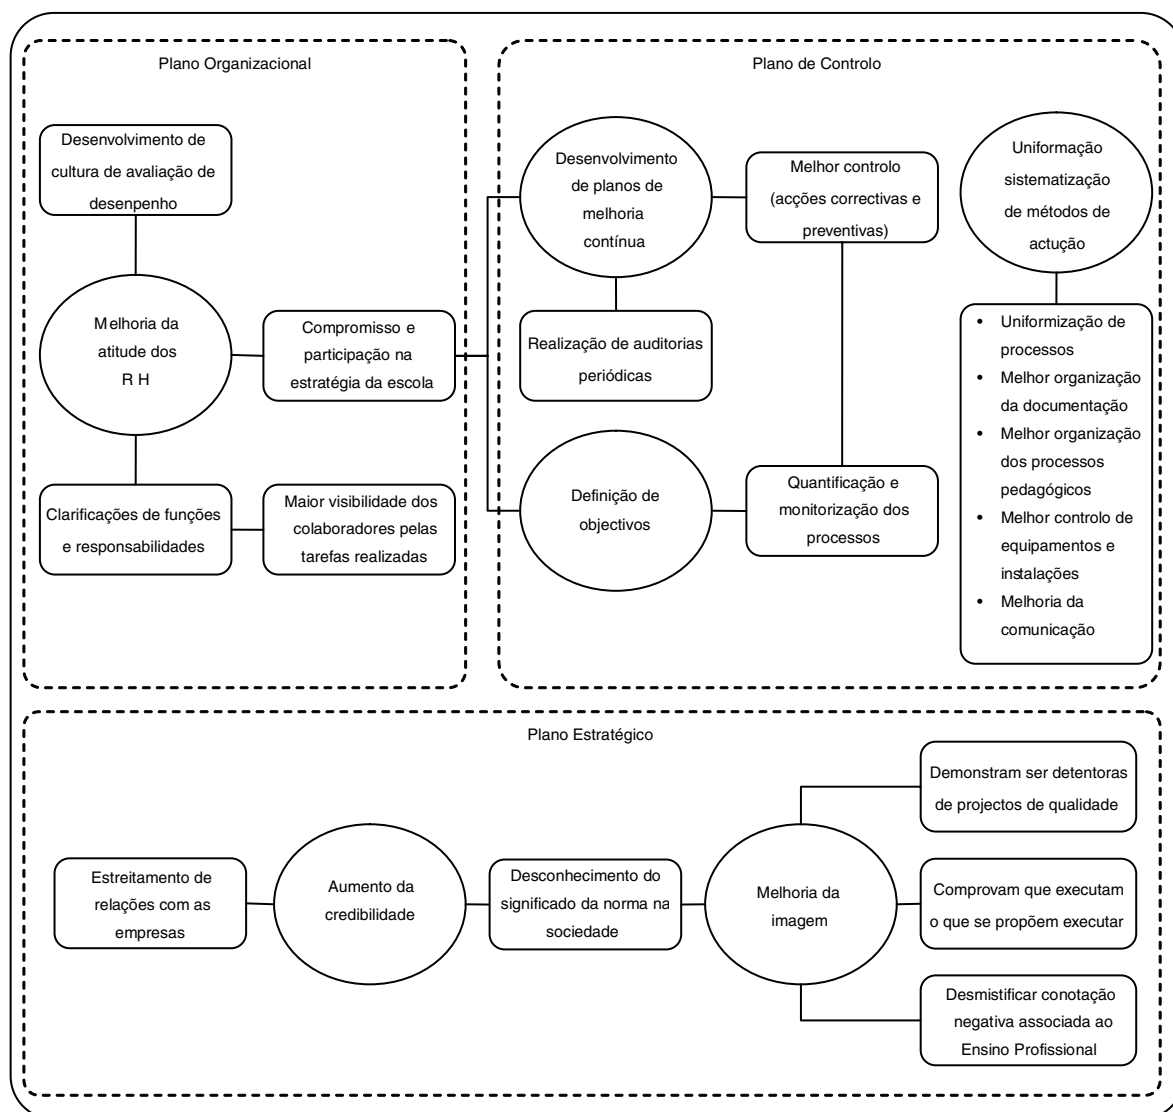 Plano Organizacional
Desenvolvimento de
cultura de avaliação de
desenpenho
Melhoria da
atitude dos
R H
Compromisso e
participação na
estratégia da escola
Clarificações de funções
e responsabilidades
Maior visibilidade dos
colaboradores pelas
tarefas realizadas
Plano de Controlo
Desenvolvimento
de planos de
melhoria
contínua
Melhor controlo
(acções correctivas e
preventivas)
Realização de auditorias
periódicas
Definição de
objectivos
Quantificação e
monitorização dos
processos
Uniformação
sistematização
de métodos de
actução
• Uniformização de
processos
• Melhor organização
da documentação
• Melhor organização
dos processos
pedagógicos
• Melhor controlo de
equipamentos e
instalações
• Melhoria da
comunicação
Plano Estratégico
Estreitamento de
relações com as
empresas
Aumento da
credibilidade
Desconhecimento do
significado da norma na
sociedade
Melhoria da
imagem
Demonstram ser detentoras
de projectos de qualidade
Comprovam que executam
o que se propõem executar
Desmistificar conotação
negativa associada ao
Ensino Profissional